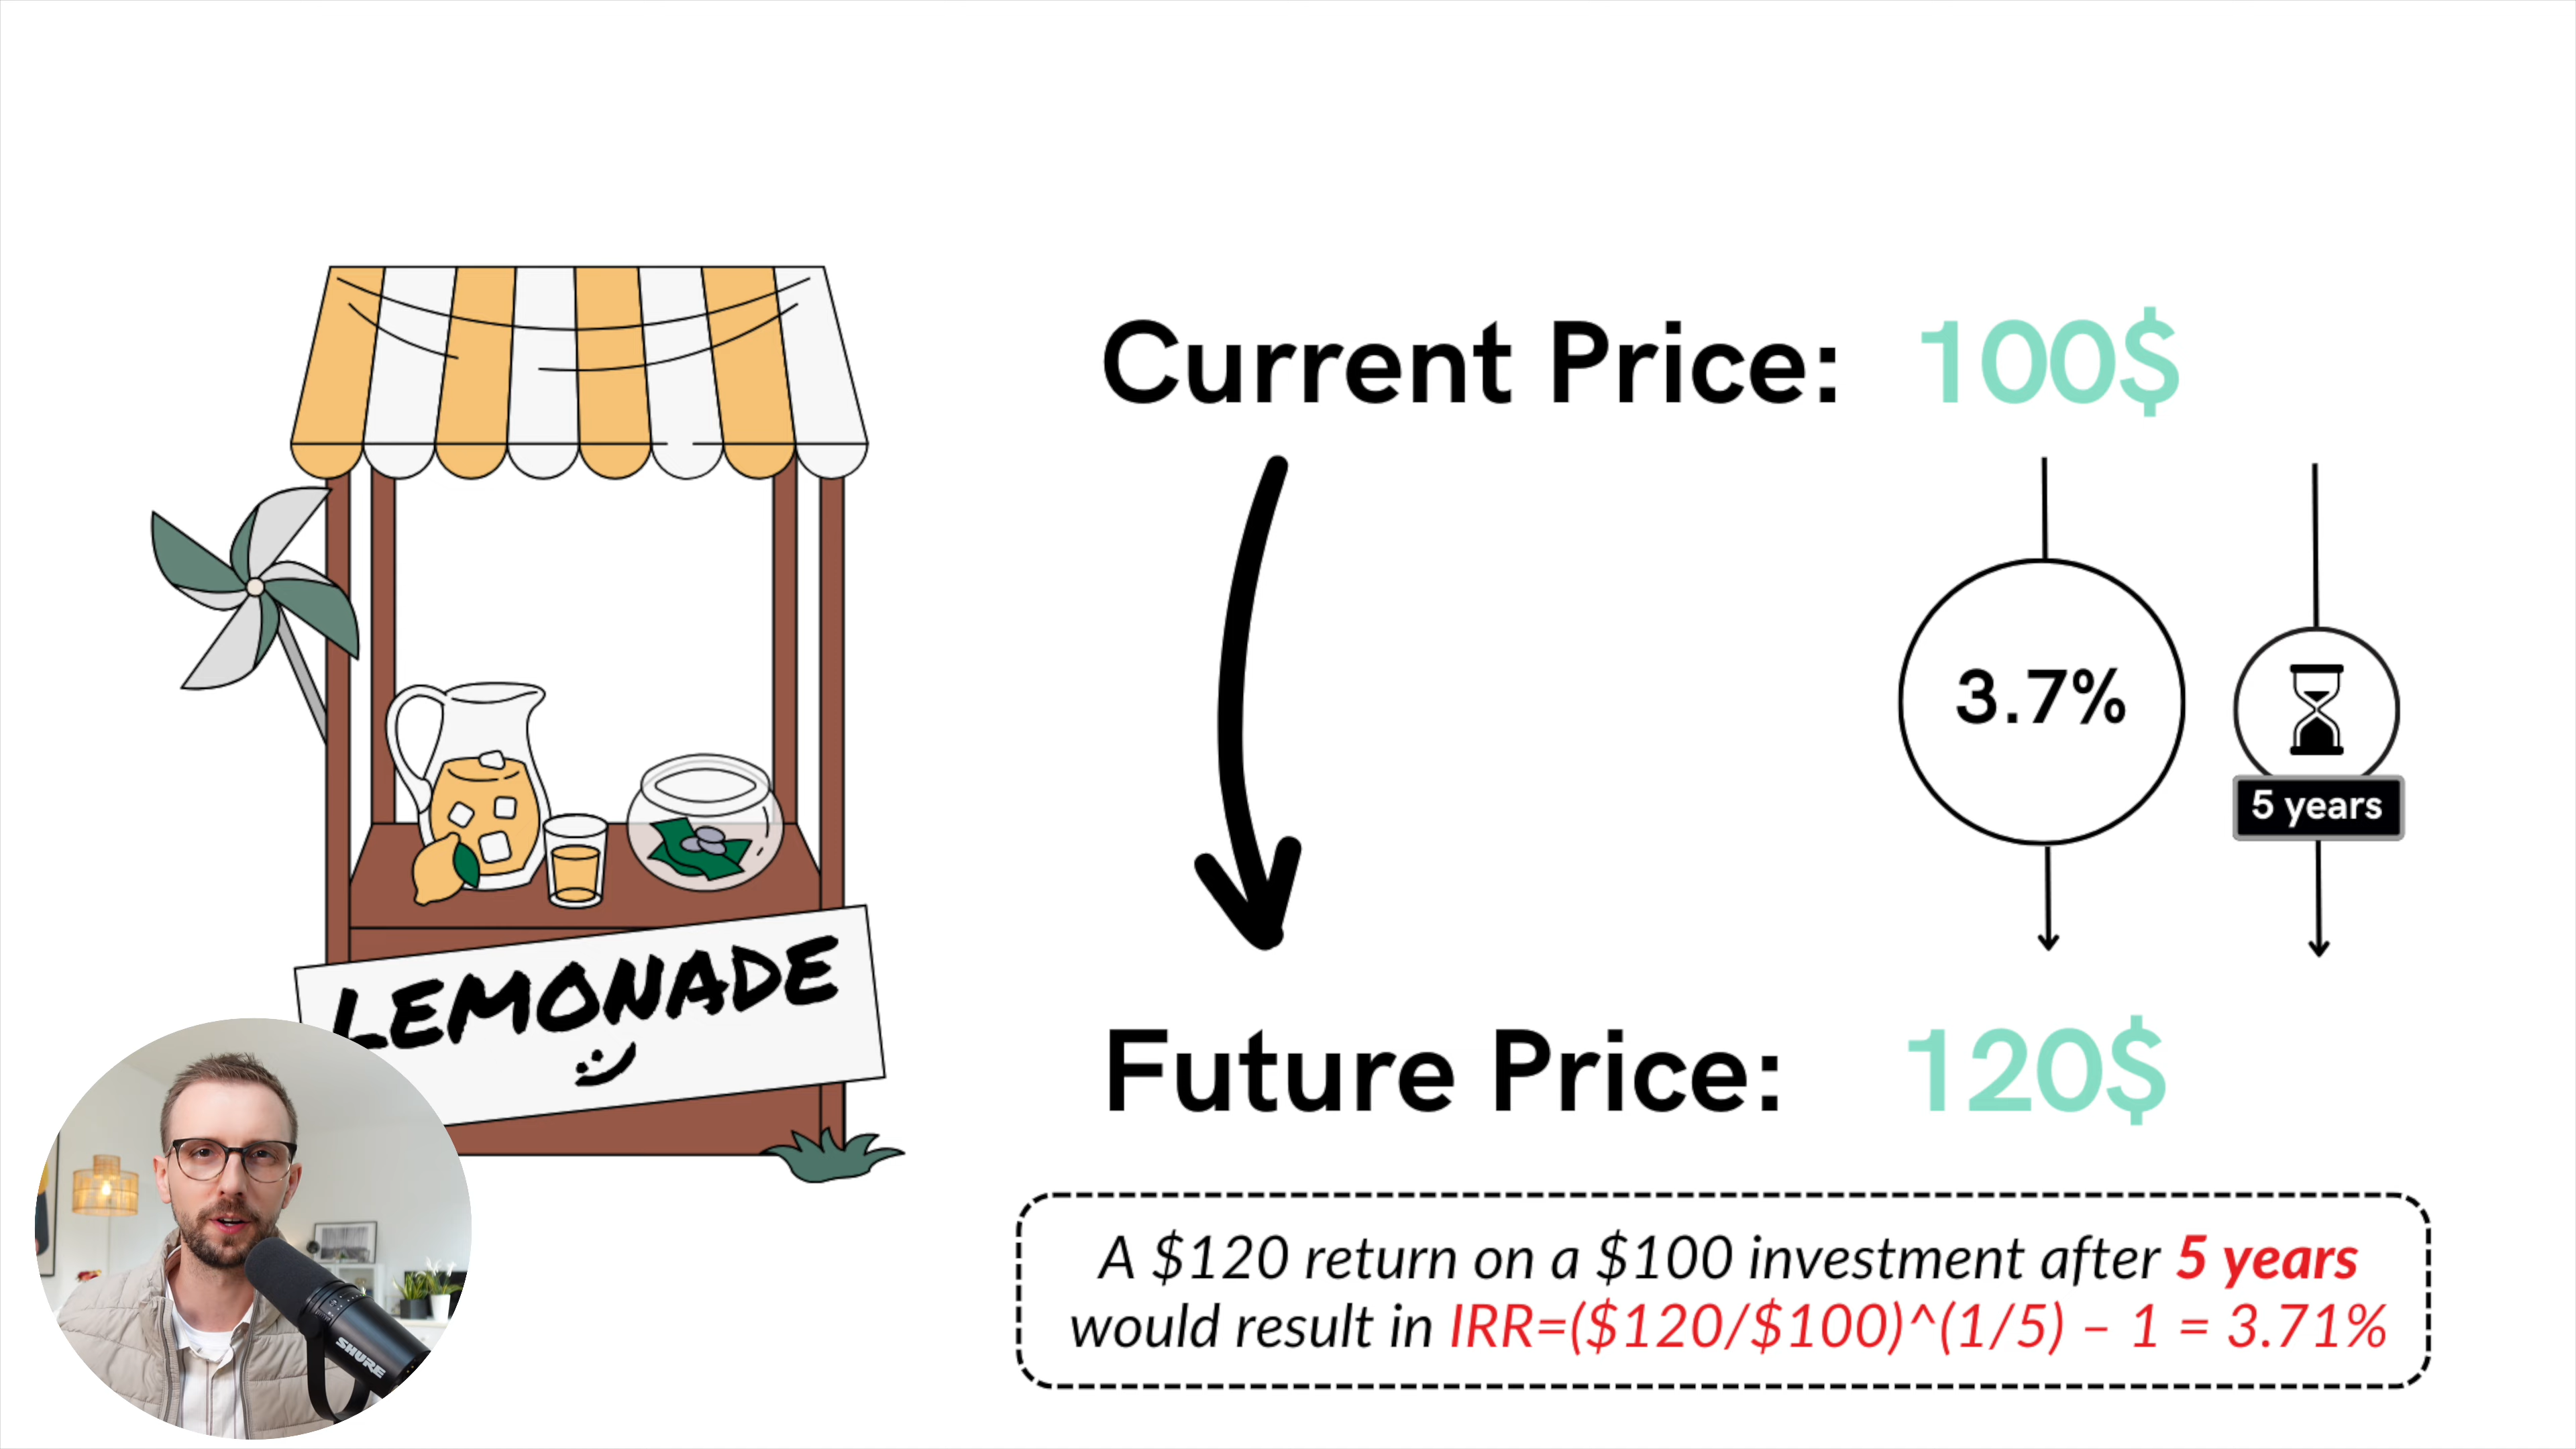 Current Price: 100$
3.7%
5 years
LEMONADE
Future Price: 120$
A $120 return on a $100 investment after 5 years
would result in IRR=($120/$100)^(1/5) – 1 = 3.71%
SHURE